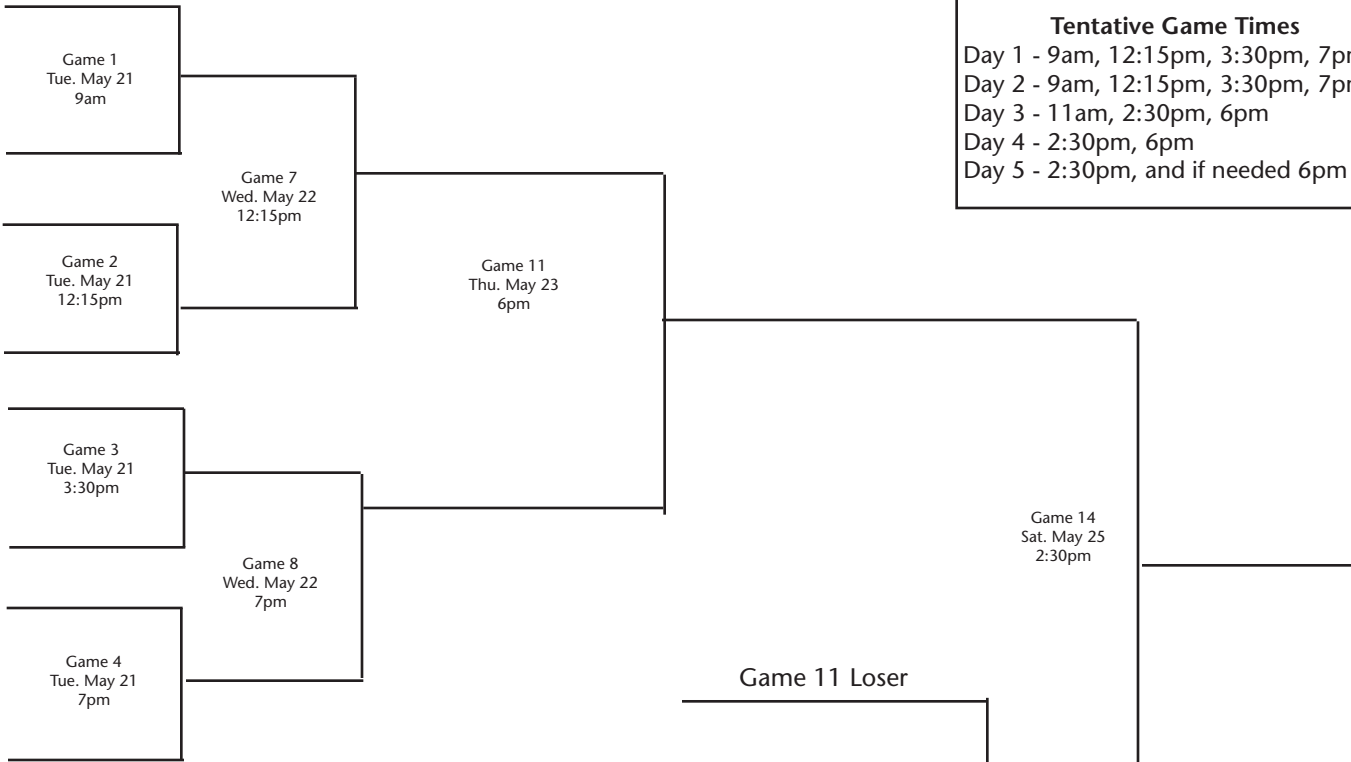 Tentative Game Times
Day 1 - 9am, 12:15pm, 3:30pm,
Day 2 - 9am, 12:15pm, 3:30pm,
Day 3 - 11am, 2:30pm, 6pm
Day 4 - 2:30pm, 6pm
Day 5 - 2:30pm, and if needed 6pm
Game 1
Tue. May 21
9am
Game 7
Wed. May 22
12:15pm
Game 2
Tue. May 21
12:15pm
Game 11
Thu. May 23
6pm
Game 3
Tue. May 21
3:30pm
Game 14
Sat. May 25
2:30pm
Game 8
Wed. May 22
7pm
Game 4
Tue. May 21
7pm
Game 11 Loser